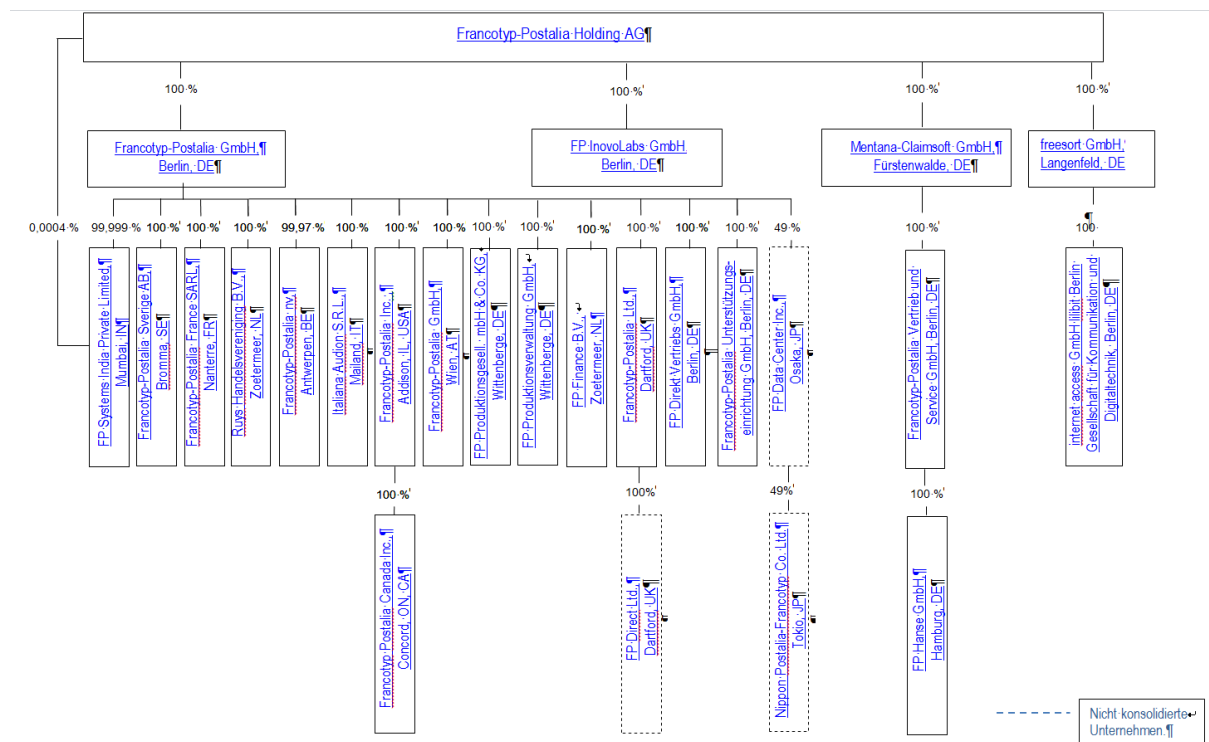 Francotyp-Postalia Holding AG¶
100 %
100·%'
100·%'
100·%'
Francotyp-Postalia GmbH,¶
Berlin, DE¶
FP InovoLabs GmbH,
Berlin, DE¶
Mentana-Claimsoft GmbH,¶
Fürstenwalde, DE¶
freesort GmbH,'
Langenfeld, DE
0,0004 %
99,999 %
100·%'
100·%'
100·%'
99,97·%'
100·%'
100·%'
100·%'
100·%'
100·%'
100·%'
100·%'
100·%'
100·%'
49·%'
100·%'
¶
100·
FP Systems India Private Limited,
Mumbai, IN¶
Francotyp-Postalia Sverige AB,¶
Bromma, SE¶
Francotyp-Postalia France SARL,¶
Nanterre, FR¶
Ruys Handelsvereniging B.V.,¶
Zoetermeer, NL¶
Francotyp-Postalia nv,¶
Antwerpen, BE¶
Italiana Audion S.R.L.,¶
Mailand, IT¶
Francotyp-Postalia Inc.,¶
Addison, IL, USA¶
Francotyp-Postalia GmbH,¶
Wien, AT¶
FP Produktionsgesell. mbH & Co. KG,
Wittenberge, DE¶
FP Produktionsverwaltung GmbH,↵
Wittenberge, DE¶
FP Finance B.V.,↵
Zoetermeer, NL¶
Francotyp-Postalia Ltd,¶
Dartford, UK¶
FP Direkt Vertriebs GmbH,¶
Berlin, DE¶
Francotyp-Postalia Unterstützungs-
einrichtung GmbH, Berlin, DE¶
FP Data Center Inc.,¶
Osaka, JP¶
Francotyp-Postalia Vertrieb und
Service GmbH, Berlin, DE¶
internet access GmbH lilibit Berlin
Gesellschaft für Kommunikation und
Digitaltechnik, Berlin, DE¶
100·%'
100%'
49%'
100·%'
Francotyp-Postalia Canada Inc.,¶
Concord, ON, CA¶
FP Direct Ltd.,¶
Dartford, UK¶
Nippon Postalia-Francotyp Co. Ltd.¶
Tokio, JP¶
FP Hanse GmbH,¶
Hamburg, DE¶
Nicht konsolidierte↵
Unternehmen.¶